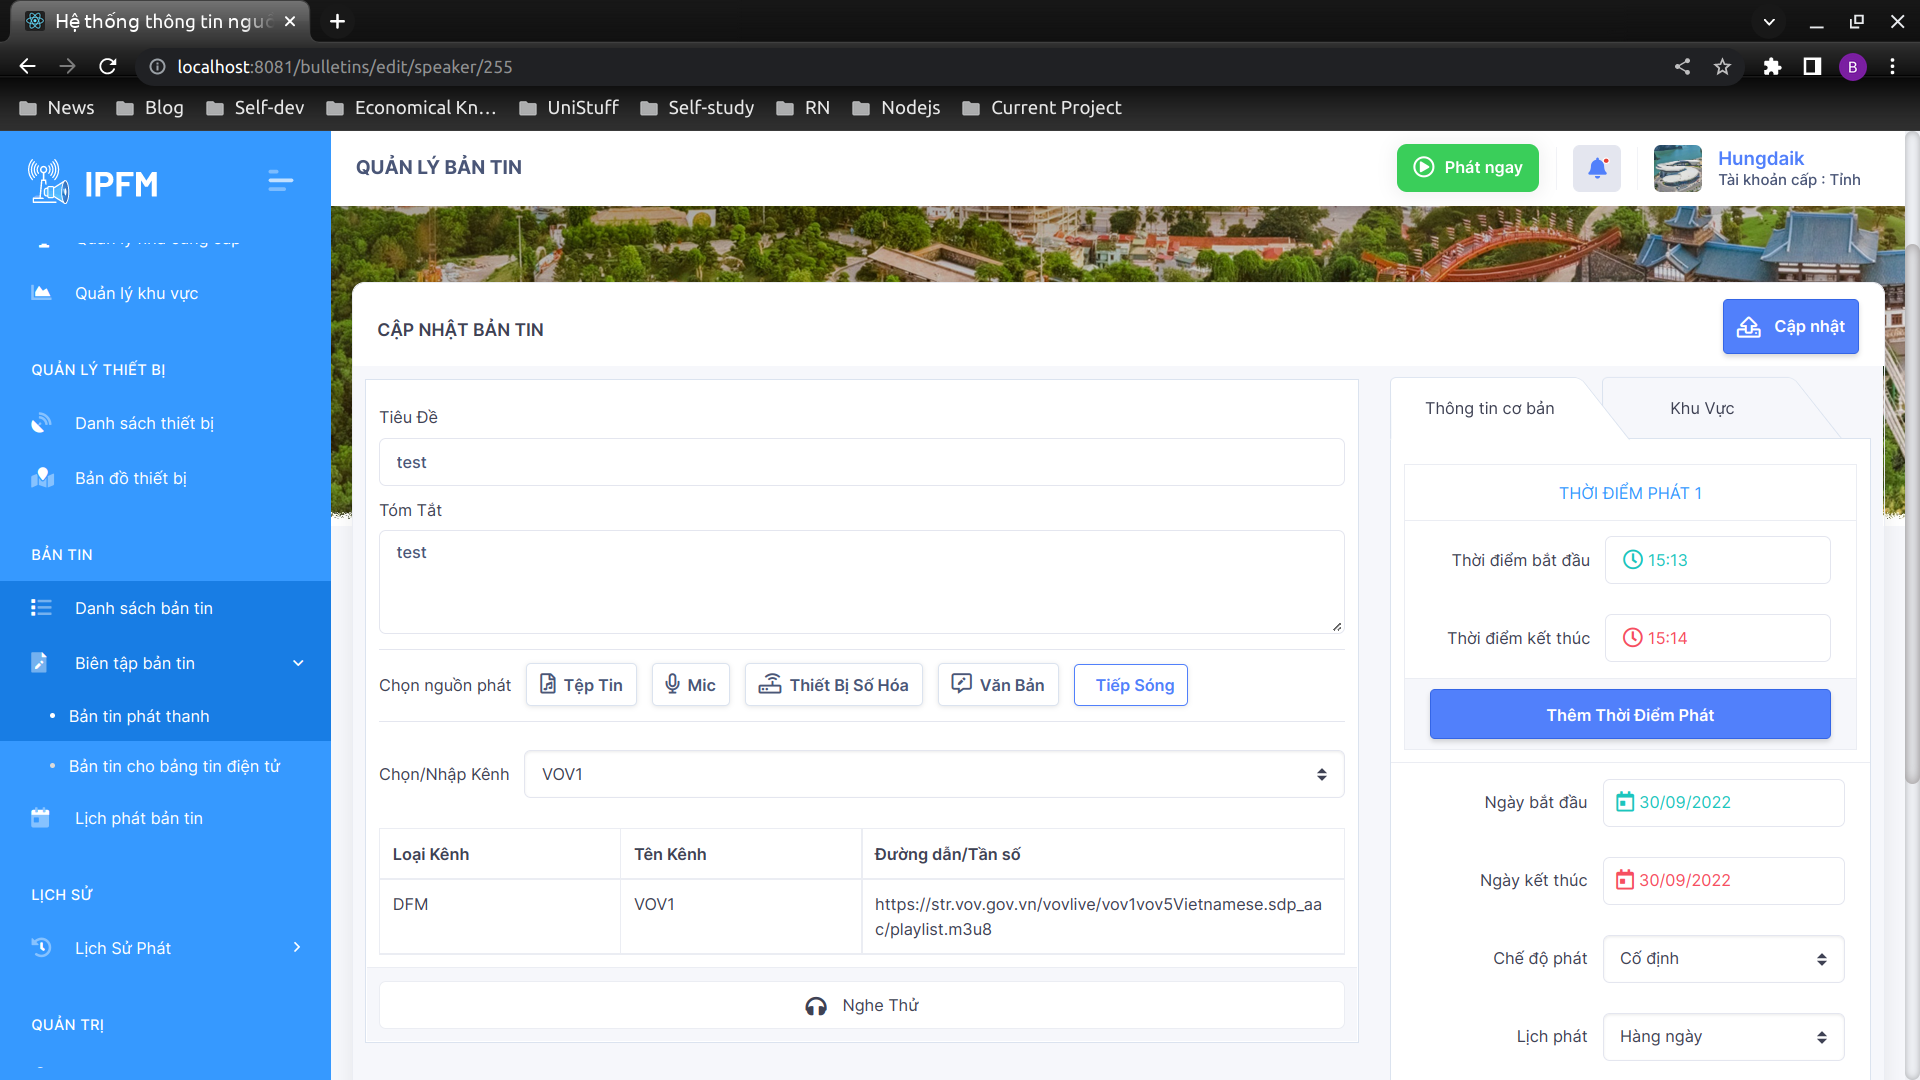 Hệ thống thông tin nguồ
localhost:8081/bulletins/edit/speaker/255
B
News
Blog
Self-dev
Economical Kn...
UniStuff
Self-study
RN
Nodejs
Current Project
IPFM
Quản lý khu vực
QUẢN LÝ THIẾT BỊ
Danh sách thiết bị
Bản đồ thiết bị
BẢN TIN
Danh sách bản tin
Biên tập bản tin
Bản tin phát thanh
Bản tin cho bảng tin điện tử
Lịch phát bản tin
LỊCH SỬ
Lịch Sử Phát
QUẢN TRỊ
QUẢN LÝ BẢN TIN
Phát ngay
Hungdaik
Tài khoản cấp : Tỉnh
CẬP NHẬT BẢN TIN
Cập nhật
Tiêu Đề
test
Tóm Tắt
test
Chọn nguồn phát
Tệp Tin
Mic
Thiết Bị Số Hóa
Văn Bản
Tiếp Sóng
Chọn/Nhập Kênh
VOV1
Loại Kênh
Tên Kênh
Đường dẫn/Tần số
DFM
VOV1
https://str.vov.gov.vn/vovlive/vov1vov5Vietnamese.sdp_aa
c/playlist.m3u8
Nghe Thử
Thông tin cơ bản
Khu Vực
THỜI ĐIỂM PHÁT 1
Thời điểm bắt đầu
15:13
Thời điểm kết thúc
15:14
Thêm Thời Điểm Phát
Ngày bắt đầu
30/09/2022
Ngày kết thúc
30/09/2022
Chế độ phát
Cố định
Lịch phát
Hàng ngày